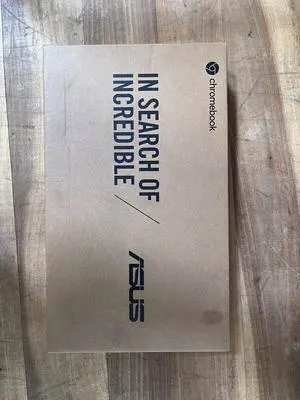 chromebook
IN SEARCH OF
INCREDIBLE
ASUS